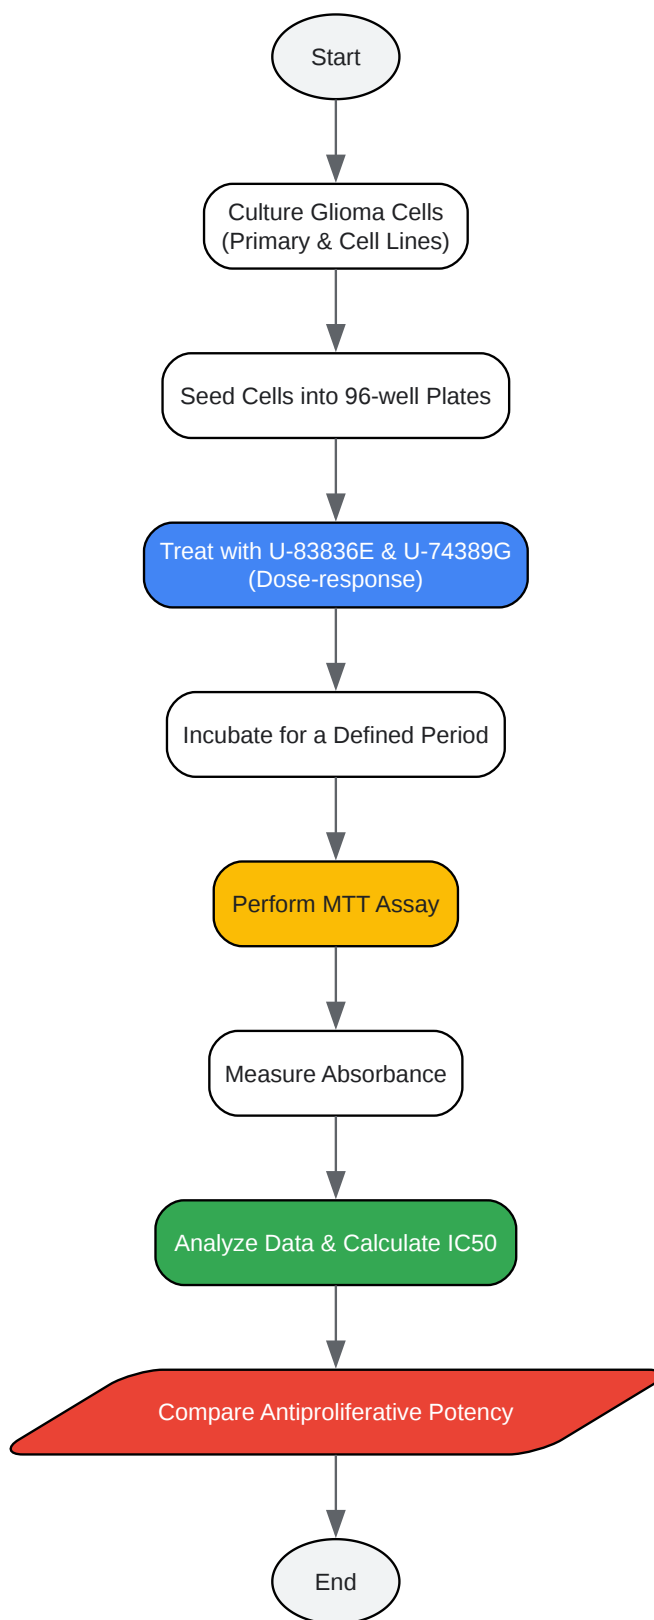 Start
Culture Glioma Cells
(Primary & Cell Lines)
Seed Cells into 96-well Plates
Treat with U-83836E & U-74389G
(Dose-response)
Incubate for a Defined Period
Perform MTT Assay
Measure Absorbance
Analyze Data & Calculate IC50
Compare Antiproliferative Potency
End